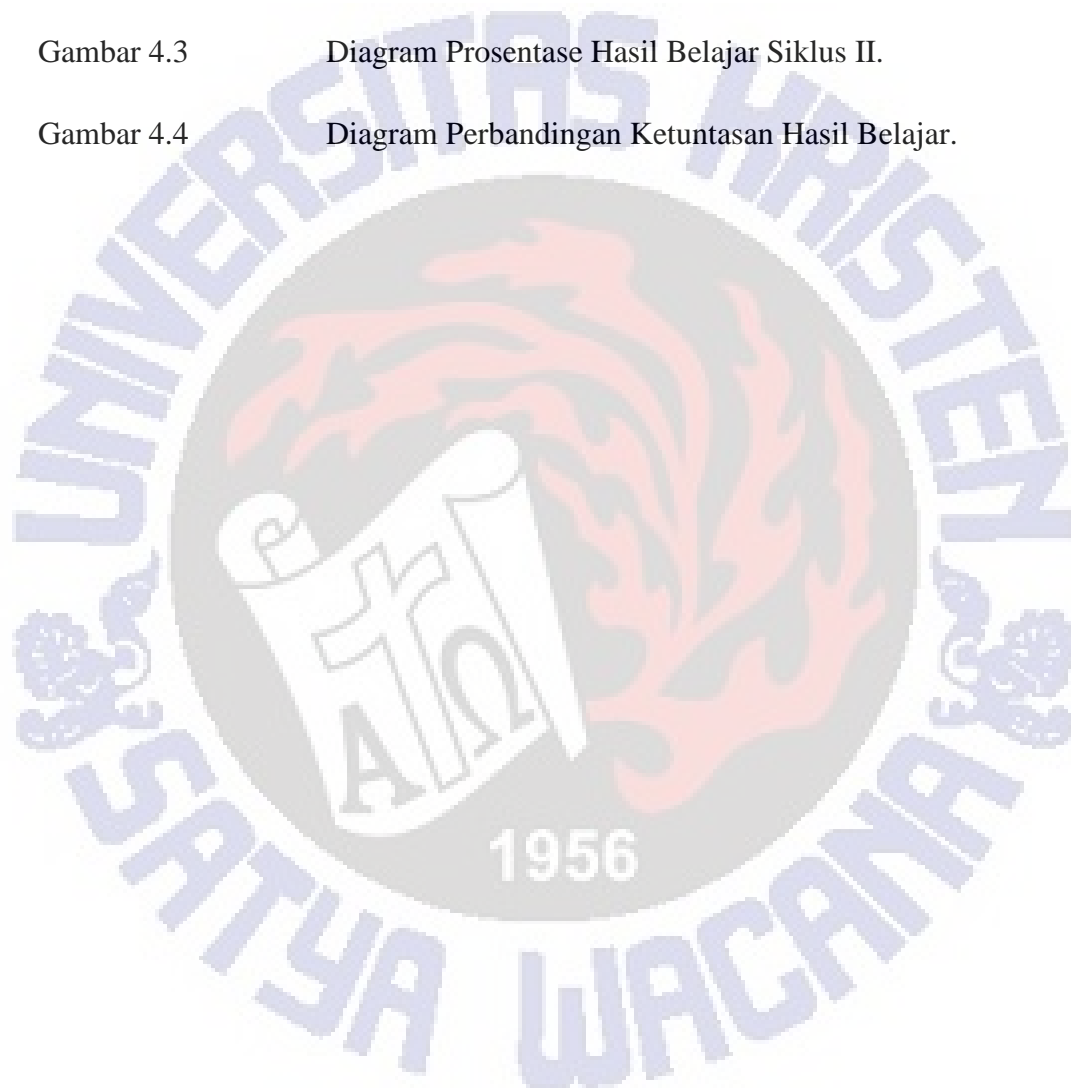 Gambar 4.3 Diagram Prosentase Hasil Belajar Siklus II.
Gambar 4.4 Diagram Perbandingan Ketuntasan Hasil Belajar.
UNIVERSITAS KRISTEN
Α Ω
1956
SATYA WACANA